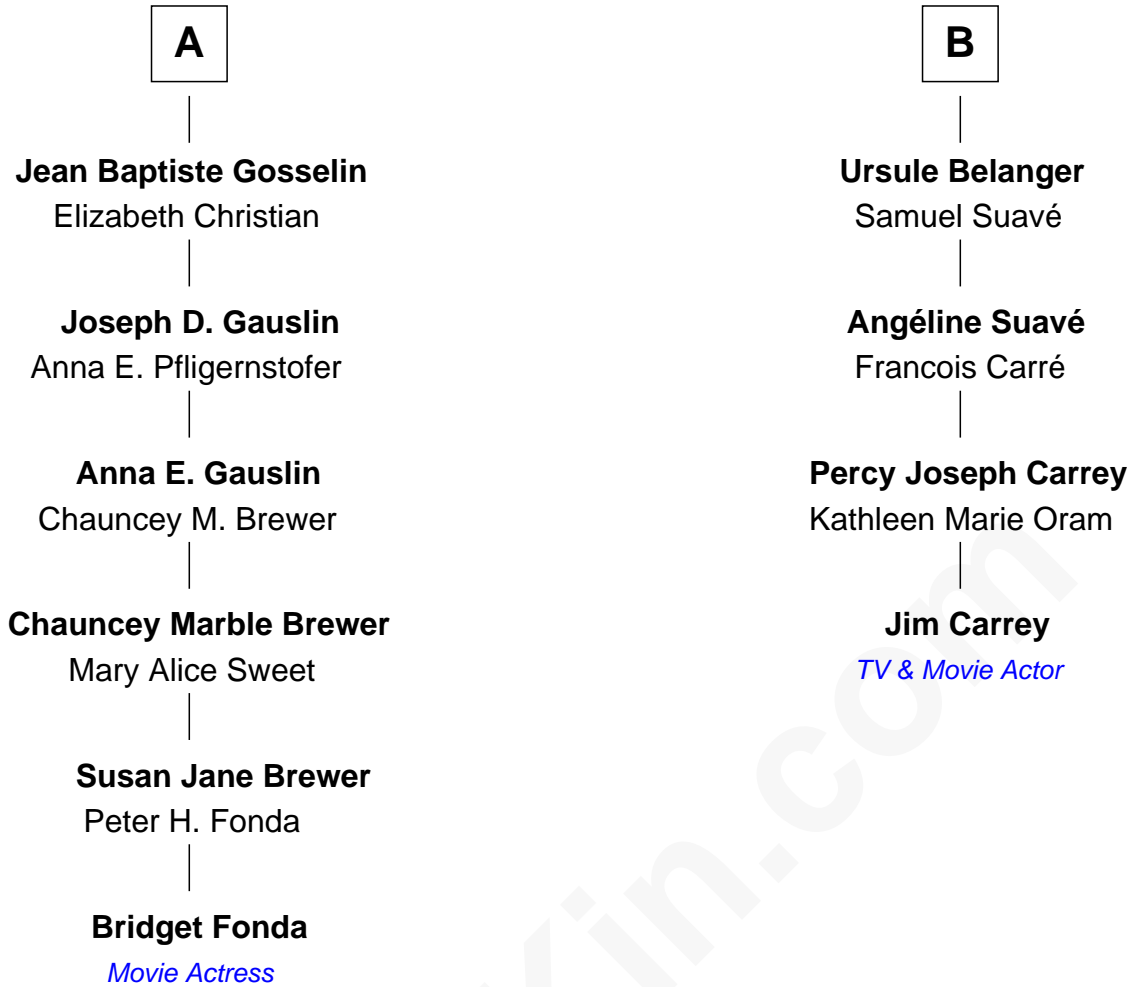 A
Jean Baptiste Gosselin
Elizabeth Christian
Joseph D. Gauslin
Anna E. Pfligernstofer
Anna E. Gauslin
Chauncey M. Brewer
Chauncey Marble Brewer
Mary Alice Sweet
Susan Jane Brewer
Peter H. Fonda
Bridget Fonda
Movie Actress
B
Ursule Belanger
Samuel Suavé
Angéline Suavé
Francois Carré
Percy Joseph Carrey
Kathleen Marie Oram
Jim Carrey
TV & Movie Actor
Kin.com